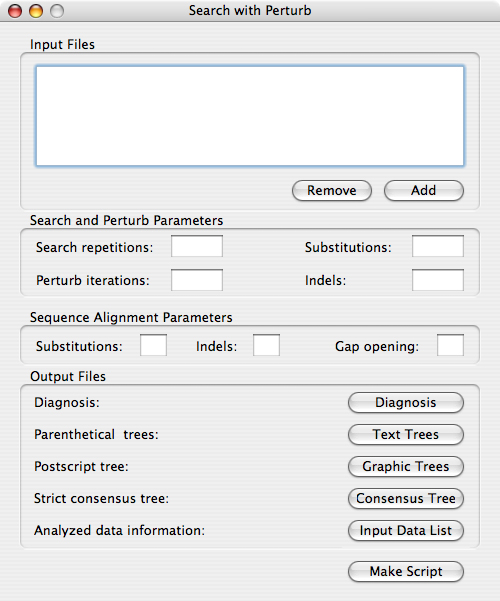 Search with Perturb
Input Files
Remove Add
Search and Perturb Parameters
Search repetitions: Substitutions:
Perturb iterations: Indels:
Sequence Alignment Parameters
Substitutions: Indels: Gap opening:
Output Files
Diagnosis: Diagnosis
Parenthetical trees: Text Trees
Postscript tree: Graphic Trees
Strict consensus tree: Consensus Tree
Analyzed data information: Input Data List
Make Script